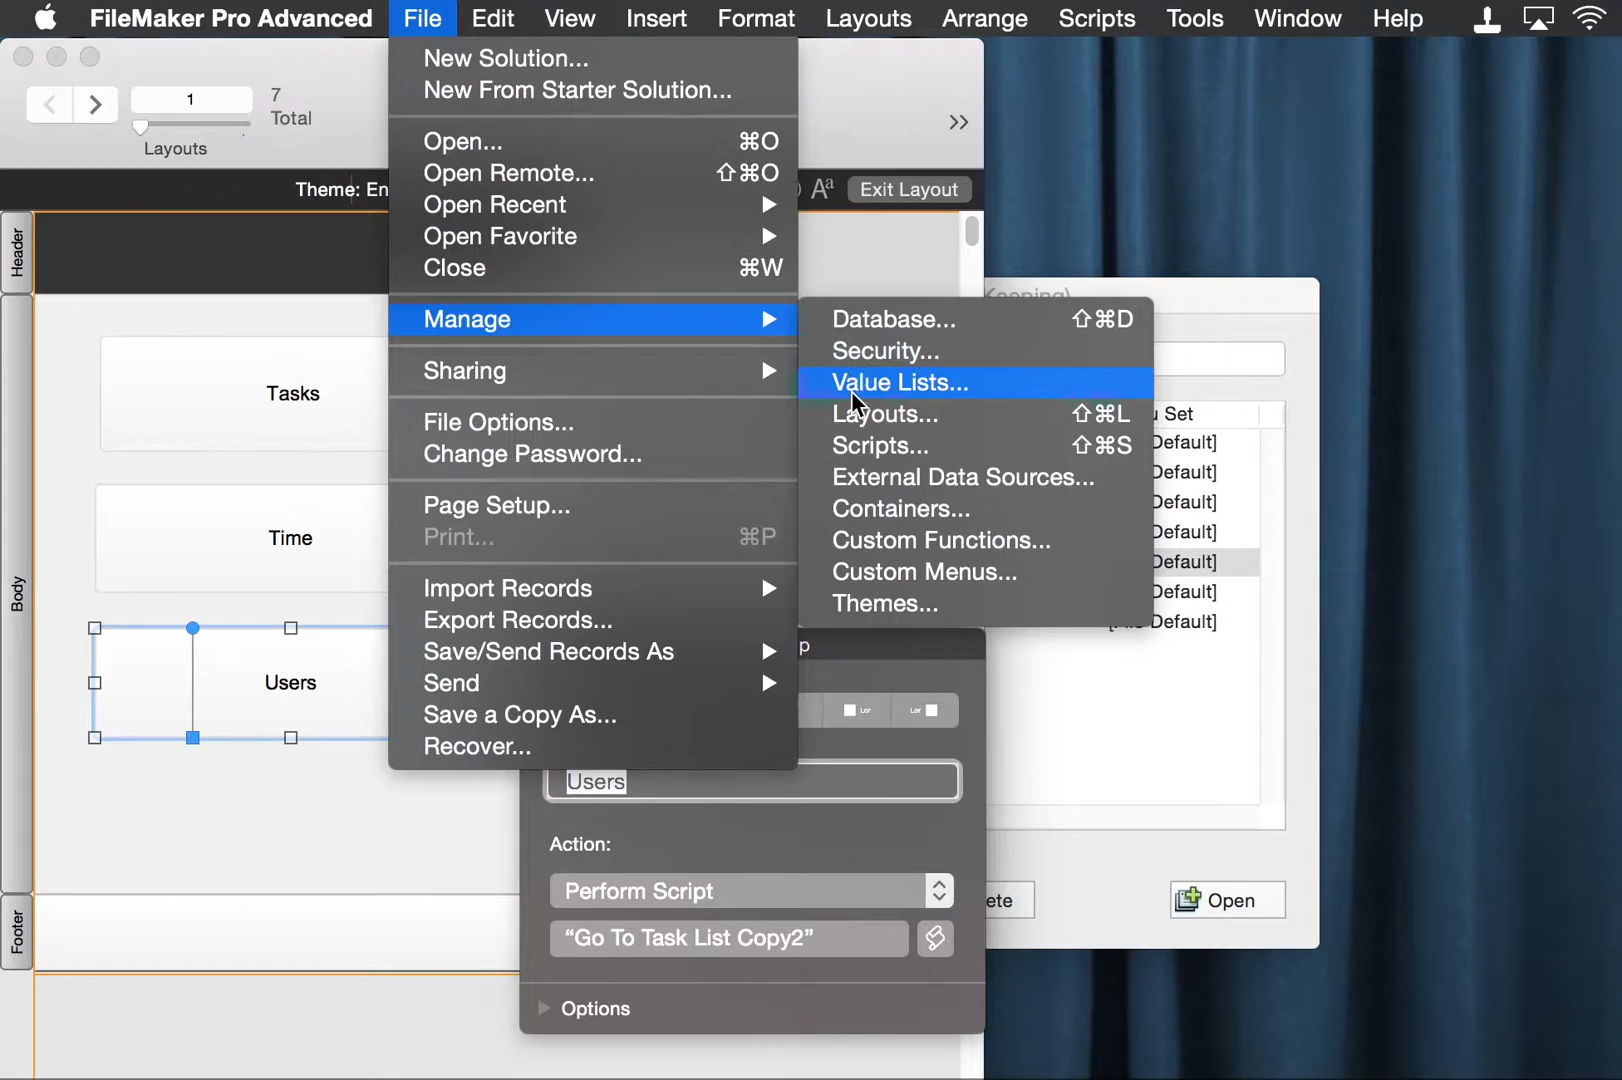 FileMaker Pro Advanced File Edit View Insert Format Layouts Arrange Scripts Tools Window Help
1
7
Total
Layouts
Theme: En
Aa
Exit Layout
New Solution...
New From Starter Solution...
Open... ⌘O
Open Remote... ⇧⌘O
Open Recent
Open Favorite
Close ⌘W
Manage
Sharing
File Options...
Change Password...
Page Setup...
Print... ⌘P
Import Records
Export Records...
Save/Send Records As
Send
Save a Copy As...
Recover...
Database... ⇧⌘D
Security...
Value Lists...
Layouts... ⇧⌘L
Scripts... ⇧⌘S
External Data Sources...
Containers...
Custom Functions...
Custom Menus...
Themes...
Header
Body
Footer
Tasks
Time
Users
Keeping)
u Set
Default]
Default]
Default]
Default]
Default]
Default]
Default]
p
Lor Lor
Users
Action:
Perform Script
“Go To Task List Copy2”
Options
ete
Open